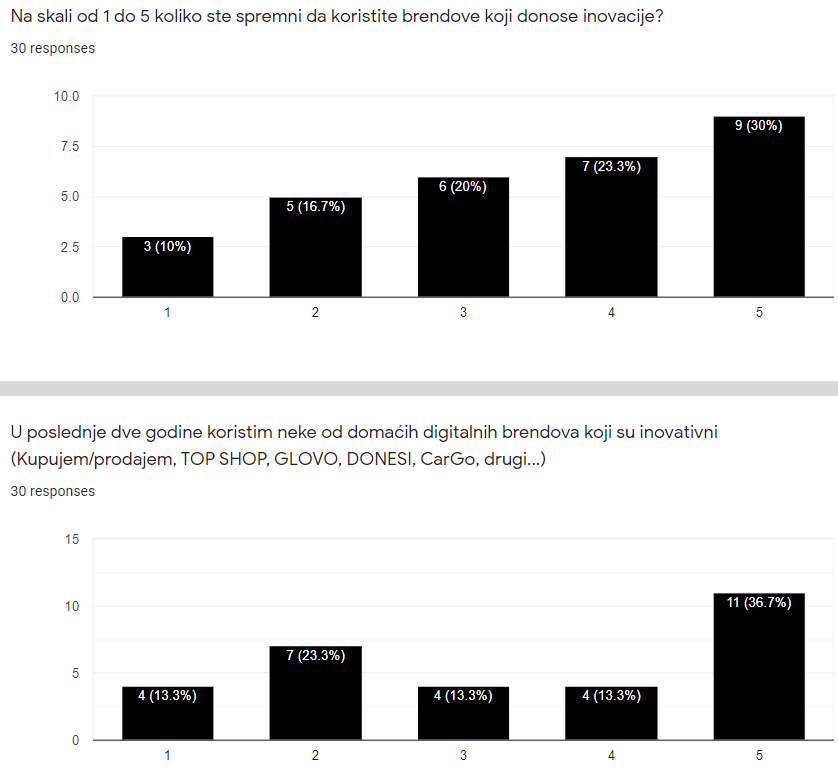 Na skali od 1 do 5 koliko ste spremni da koristite brendove koji donose inovacije?
30 responses
10.0
7.5
5.0
2.5
0.0
3 (10%)
5 (16.7%)
6 (20%)
7 (23.3%)
9 (30%)
1 2 3 4 5
U poslednje dve godine koristim neke od domaćih digitalnih brendova koji su inovativni
(Kupujem/prodajem, TOP SHOP, GLOVO, DONESI, CarGo, drugi...)
30 responses
15
10
5
0
4 (13.3%)
7 (23.3%)
4 (13.3%)
4 (13.3%)
11 (36.7%)
1 2 3 4 5